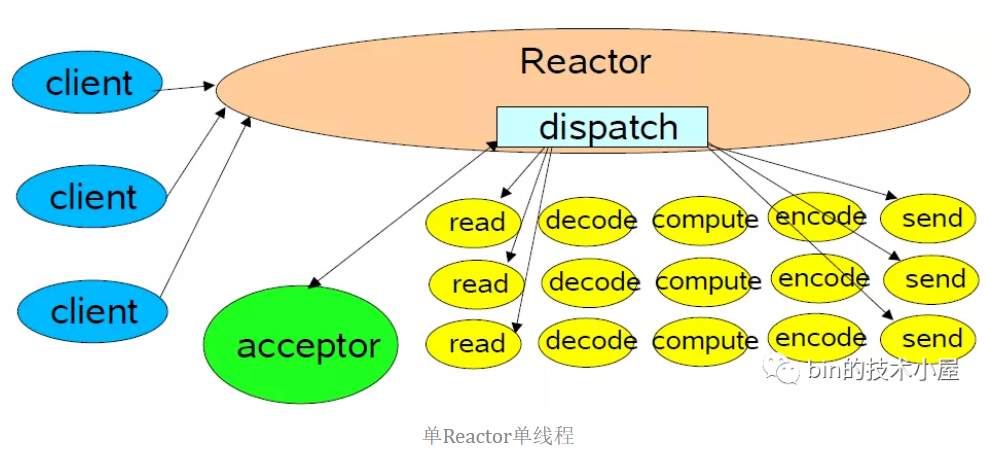 Reactor
client
dispatch
client
read decode compute encode send
read decode compute encode send
client
acceptor
read decode compute encode send
bin的技术小屋
单Reactor单线程